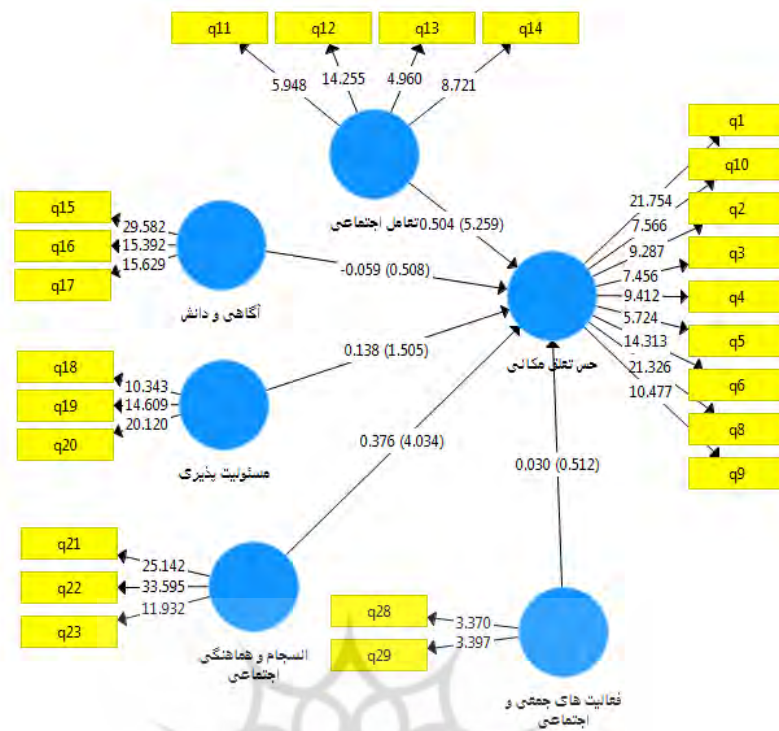 q11
q12
q13
q14
5.948
14.255
4.960
8.721
تعامل اجتماعی
0.504 (5.259)
q15
q16
q17
29.582
15.392
15.629
آگاهی و دانش
-0.059 (0.508)
q18
q19
q20
10.343
14.609
20.120
مسئولیت پذیری
0.138 (1.505)
q21
q22
q23
25.142
33.595
11.932
انسجام و هماهنگی
اجتماعی
0.376 (4.034)
q28
q29
3.370
3.397
فعالیت های جمعی و
اجتماعی
0.030 (0.512)
حس تعلق مکانی
21.754
7.566
9.287
7.456
9.412
5.724
14.313
21.326
10.477
q1
q10
q2
q3
q4
q5
q6
q8
q9